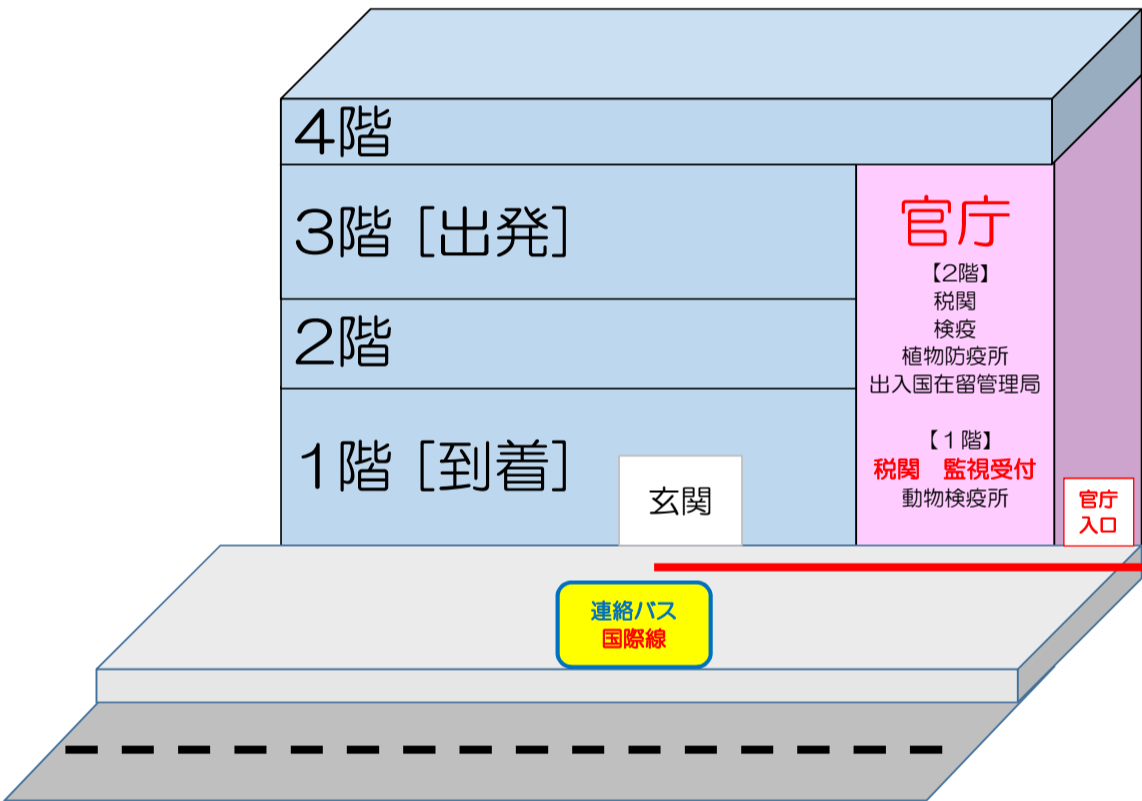 4階
3階 [出発]
2階
1階 [到着]
玄関
官庁
【2階】
税関
検疫
植物防疫所
出入国在留管理局
【1階】
税関　監視受付
動物検疫所
官庁
入口
連絡バス
国際線